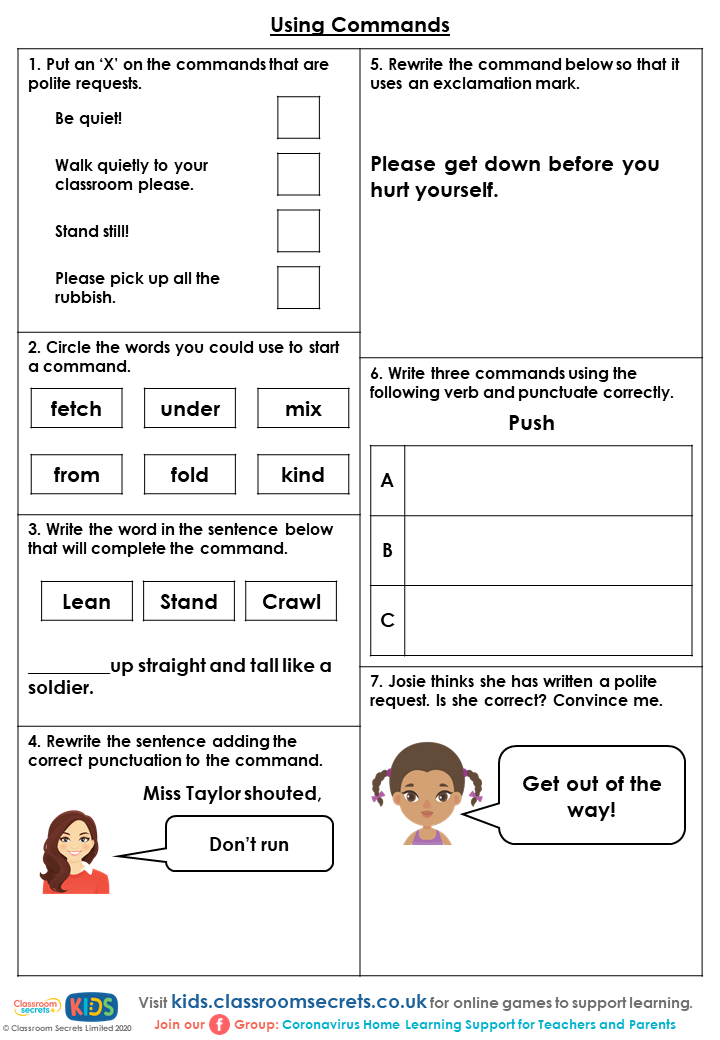 Using Commands
1. Put an ‘X’ on the commands that are
polite requests.
Be quiet!
Walk quietly to your
classroom please.
Stand still!
Please pick up all the
rubbish.
2. Circle the words you could use to start
a command.
fetch under mix
from fold kind
3. Write the word in the sentence below
that will complete the command.
Lean Stand Crawl
_________up straight and tall like a
soldier.
4. Rewrite the sentence adding the
correct punctuation to the command.
Miss Taylor shouted,
Don’t run
5. Rewrite the command below so that it
uses an exclamation mark.
Please get down before you
hurt yourself.
6. Write three commands using the
following verb and punctuate correctly.
Push
A
B
C
7. Josie thinks she has written a polite
request. Is she correct? Convince me.
Get out of the
way!
Classroom
secrets
KIDS
© Classroom Secrets Limited 2020
Visit kids.classroomsecrets.co.uk for online games to support learning.
Join our f Group: Coronavirus Home Learning Support for Teachers and Parents